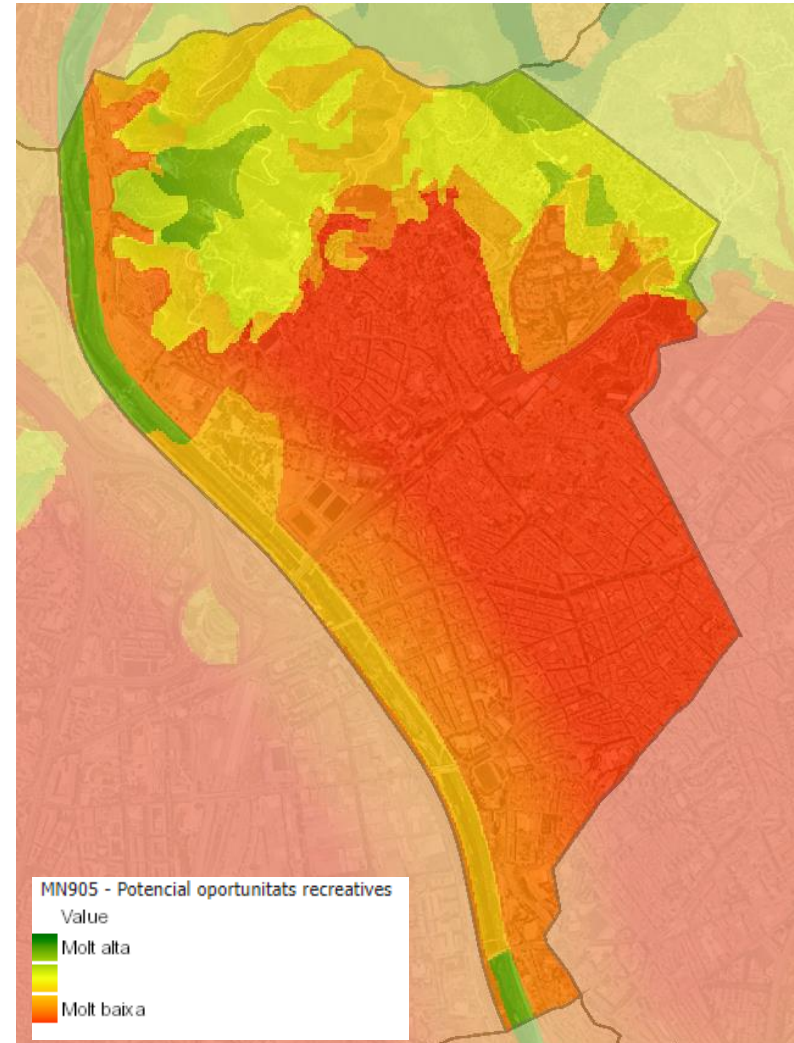 MN905 - Potencial oportunitats recreatives
Value
Molt alta
Molt baixa